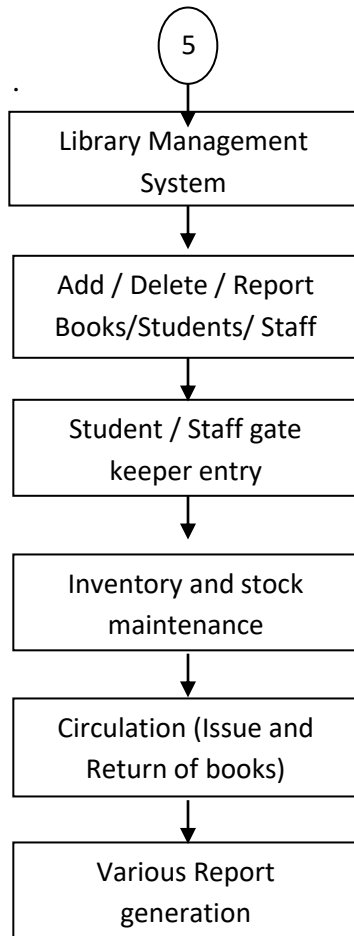 5
.
Library Management
System
Add / Delete / Report
Books/Students/ Staff
Student / Staff gate
keeper entry
Inventory and stock
maintenance
Circulation (Issue and
Return of books)
Various Report
generation